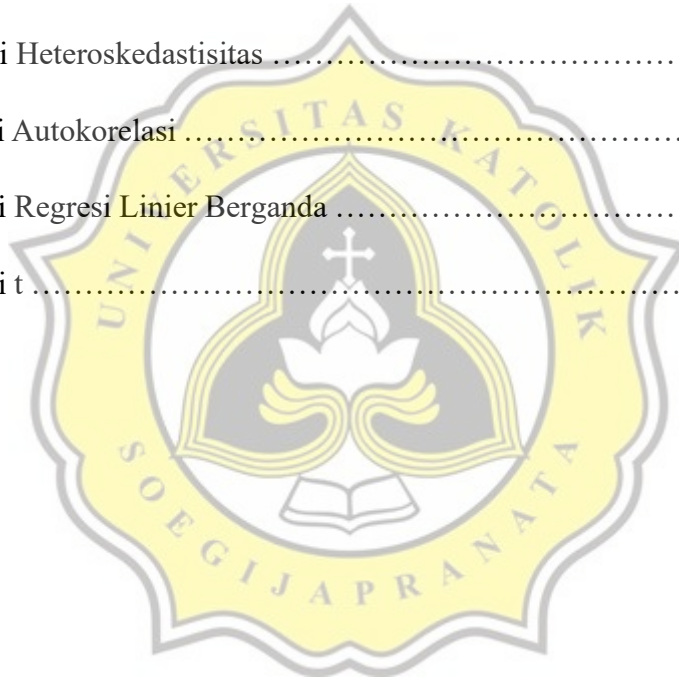 i Heteroskedastisitas ……………………………………
i Autokorelasi ………………………………………………
i Regresi Linier Berganda ………………………………
i t ……………………………………………………………
UNIVERSITAS KATOLIK
SOEGIJAPRANATA